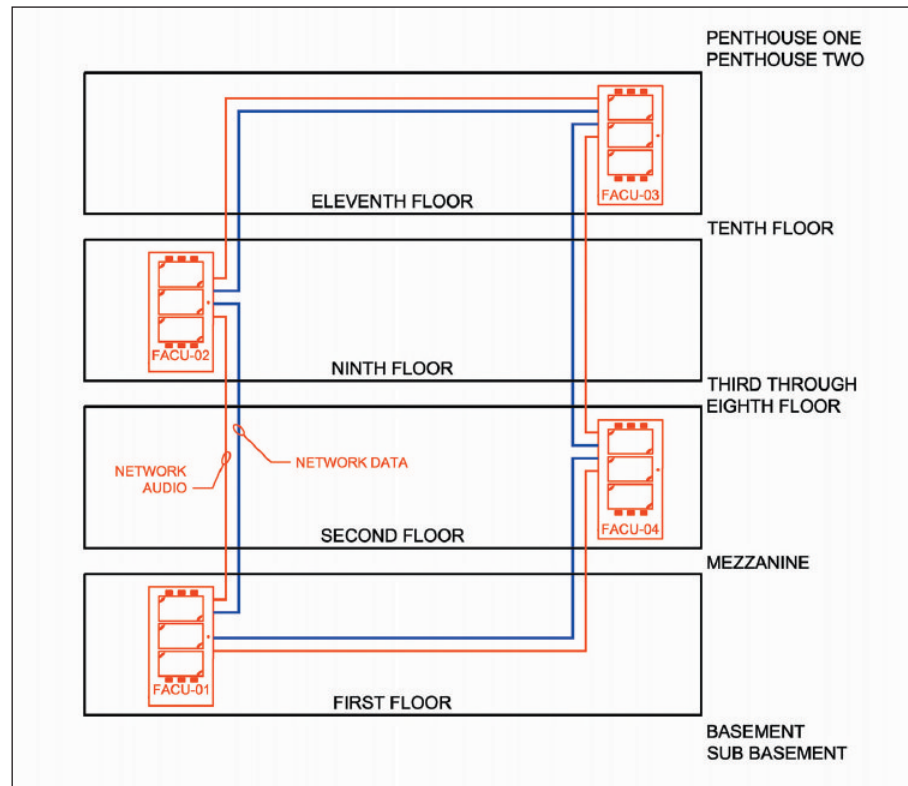 PENTHOUSE ONE
PENTHOUSE TWO
FACU-03
ELEVENTH FLOOR
TENTH FLOOR
FACU-02
NINTH FLOOR
THIRD THROUGH
EIGHTH FLOOR
NETWORK DATA
NETWORK
AUDIO
FACU-04
SECOND FLOOR
MEZZANINE
FACU-01
FIRST FLOOR
BASEMENT
SUB BASEMENT